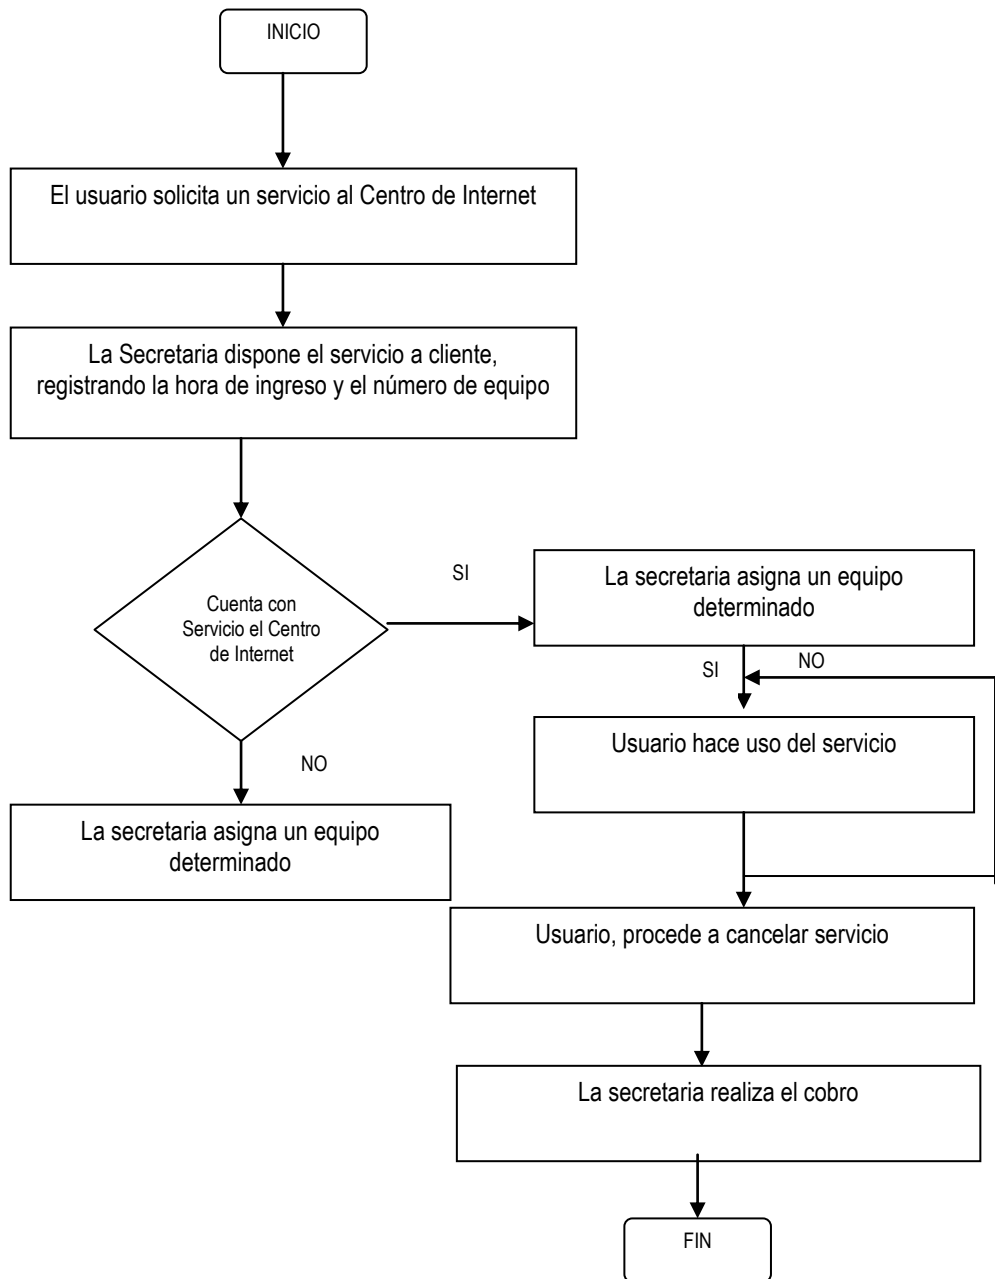 INICIO
El usuario solicita un servicio al Centro de Internet
La Secretaria dispone el servicio a cliente,
registrando la hora de ingreso y el número de equipo
Cuenta con
Servicio el Centro
de Internet
SI
La secretaria asigna un equipo
determinado
SI
NO
Usuario hace uso del servicio
NO
La secretaria asigna un equipo
determinado
Usuario, procede a cancelar servicio
La secretaria realiza el cobro
FIN